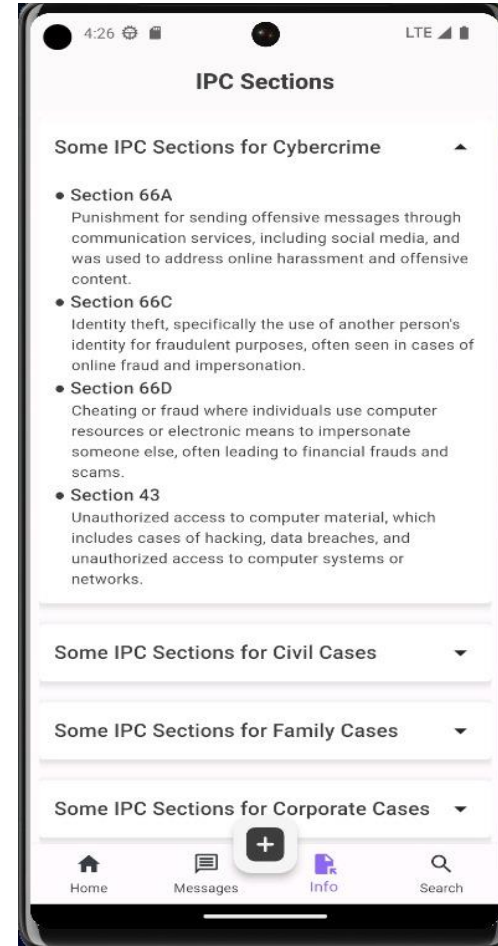 4:26
LTE
IPC Sections
Some IPC Sections for Cybercrime
• Section 66A
Punishment for sending offensive messages through
communication services, including social media, and
was used to address online harassment and offensive
content.
• Section 66C
Identity theft, specifically the use of another person's
identity for fraudulent purposes, often seen in cases of
online fraud and impersonation.
• Section 66D
Cheating or fraud where individuals use computer
resources or electronic means to impersonate
someone else, often leading to financial frauds and
scams.
• Section 43
Unauthorized access to computer material, which
includes cases of hacking, data breaches, and
unauthorized access to computer systems or
networks.
Some IPC Sections for Civil Cases
Some IPC Sections for Family Cases
Some IPC Sections for Corporate Cases
Home
Messages
Info
Search